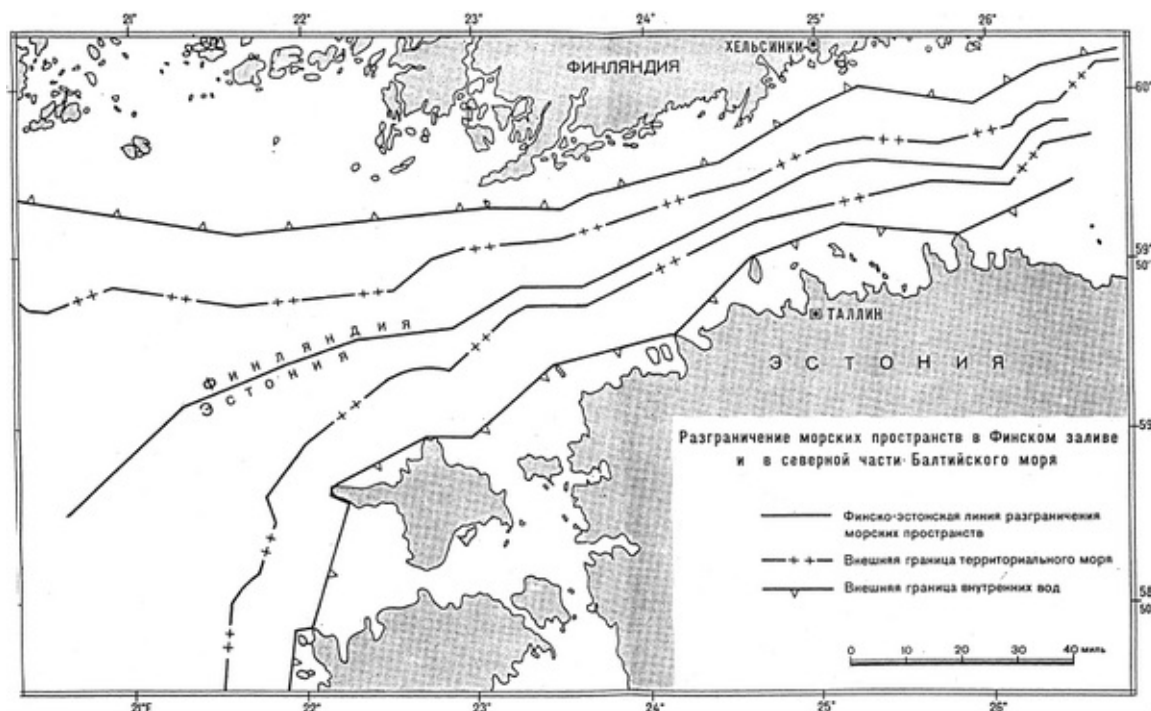 21° 22° 23° 24° 25° 26°
ХЕЛЬСИНКИ
ФИНЛЯНДИЯ
60°
59°
50'
ФИНЛЯНДИЯ
ЭСТОНИЯ
ТАЛЛИН
ЭСТОНИЯ
59
Разграничение морских пространств в Финском заливе
и в северной части Балтийского моря
Финско-эстонская линия разграничения
морских пространств
Внешняя граница территориального моря
Внешняя граница внутренних вод
58
50
0 10 20 30 40 миль
21°E 22° 23° 24° 25° 26°